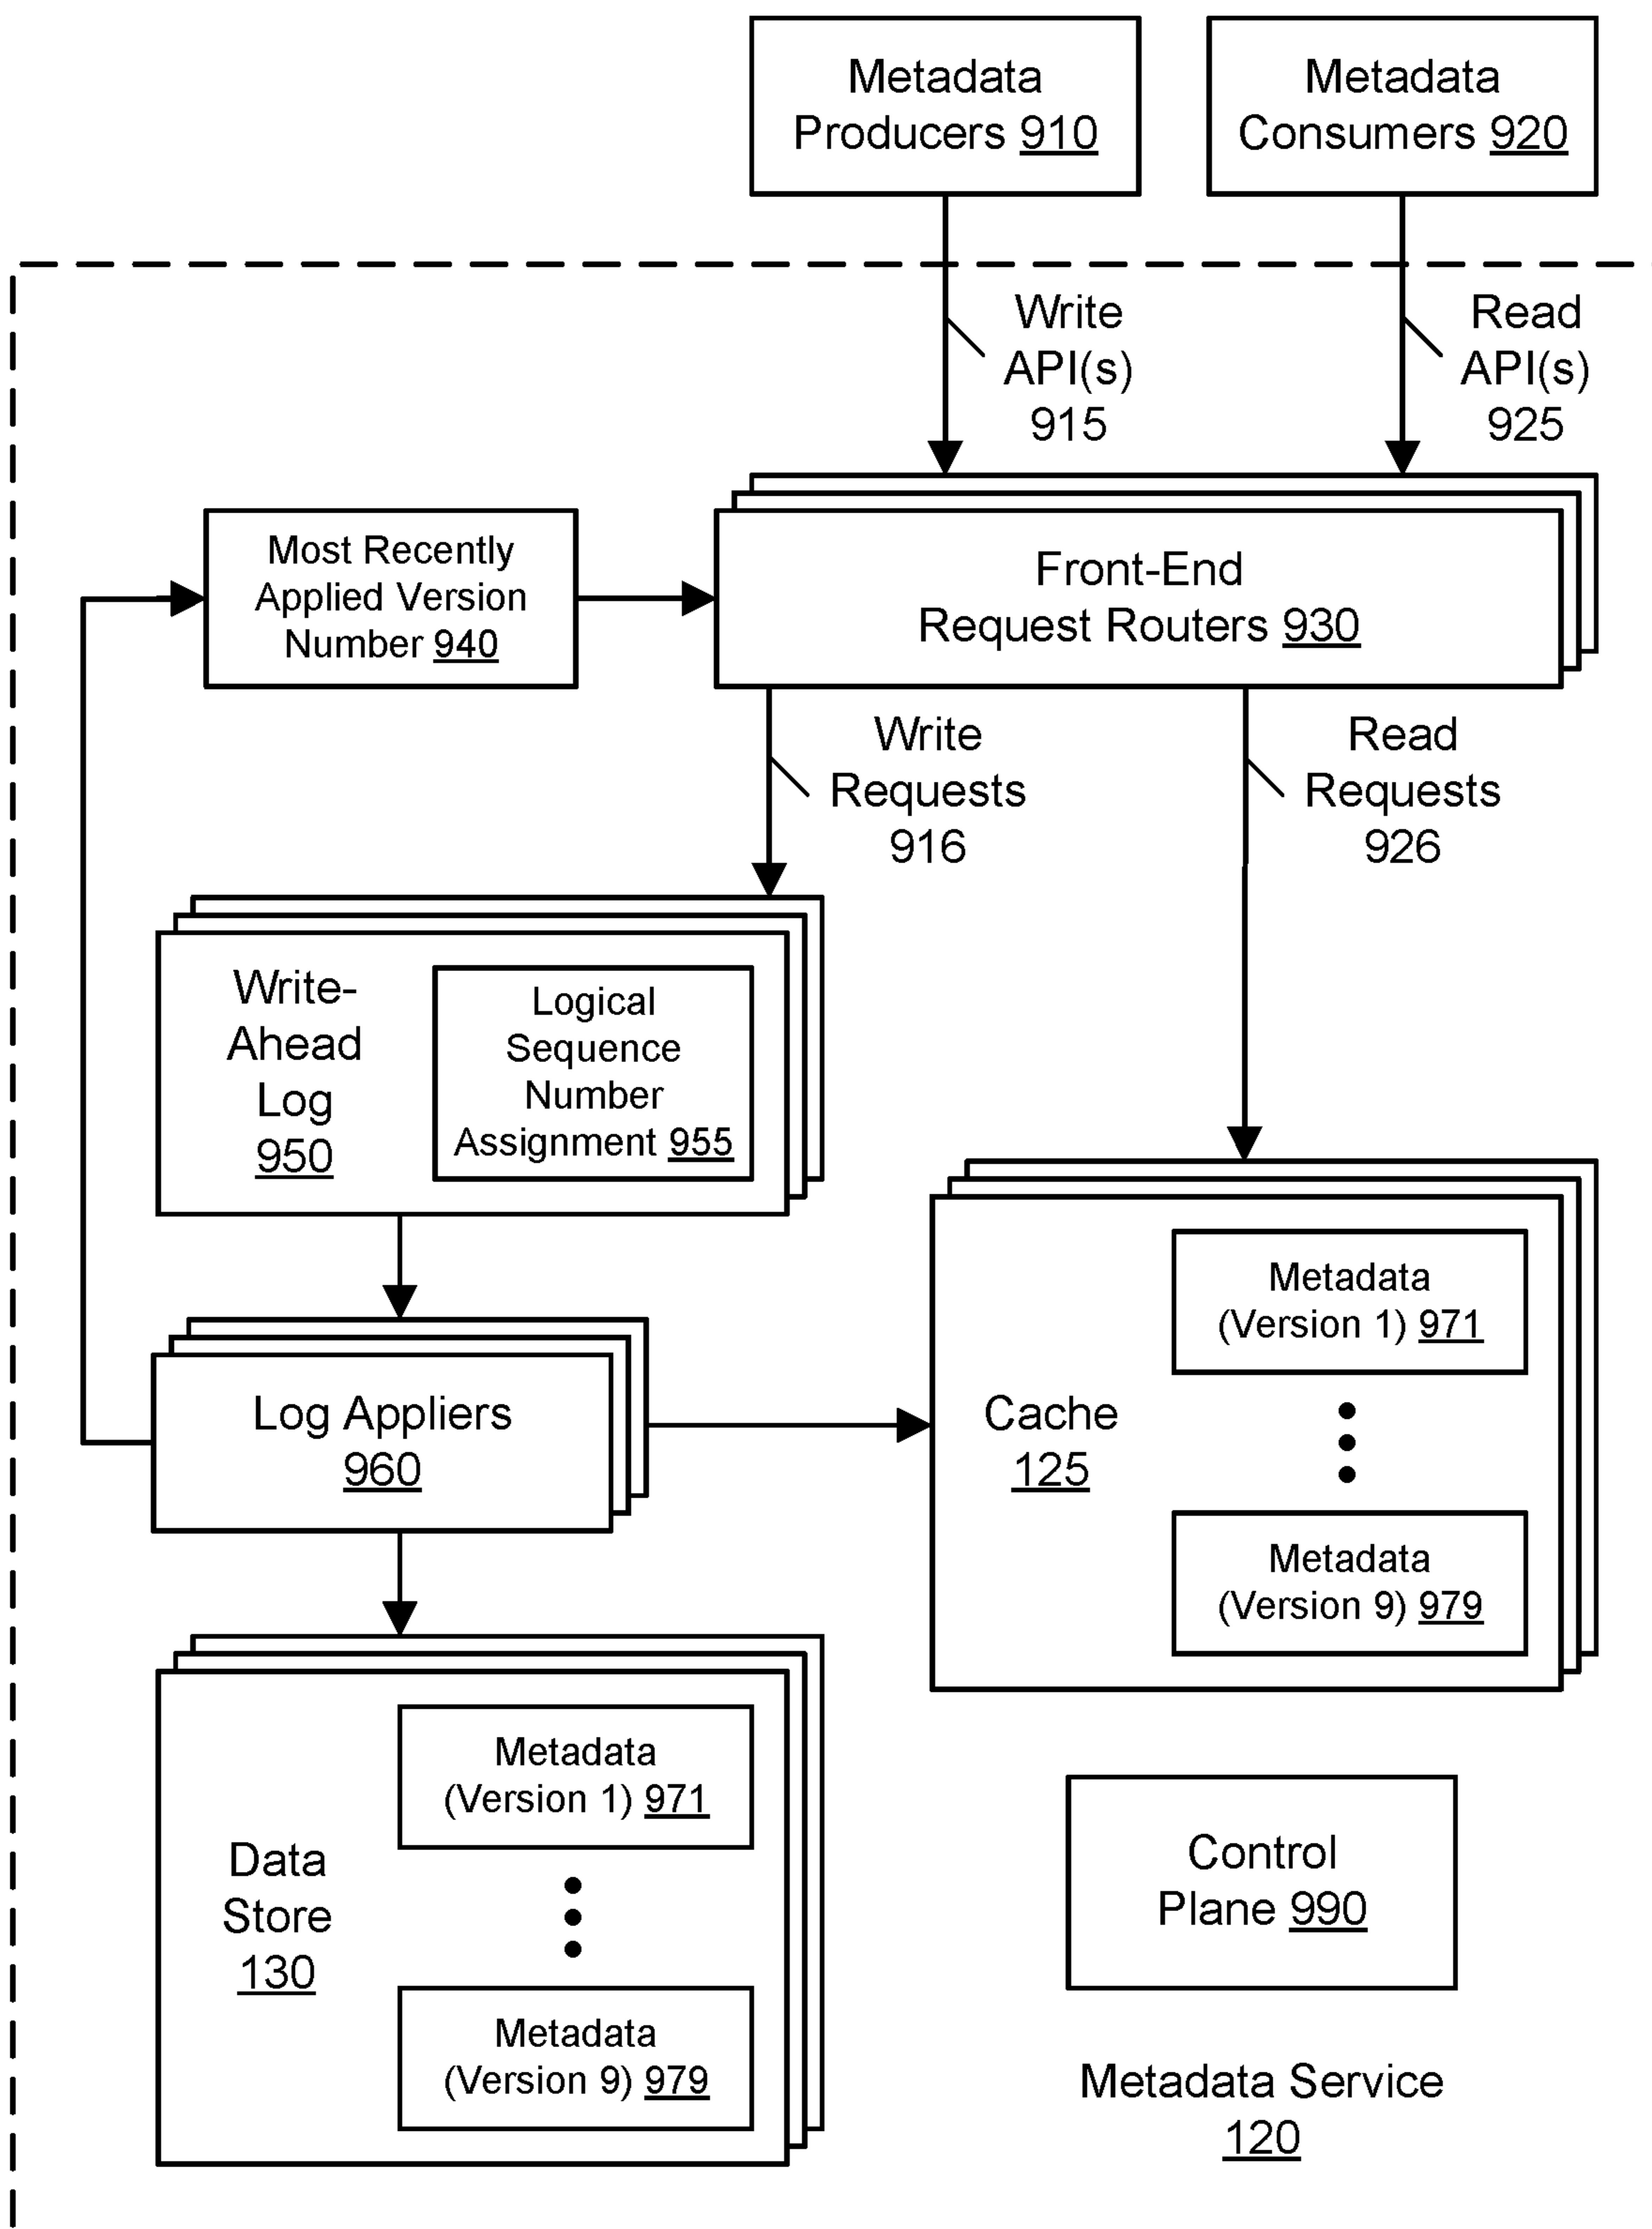 Metadata
Producers 910
Metadata
Consumers 920
Write
API(s)
915
Read
API(s)
925
Most Recently
Applied Version
Number 940
Front-End
Request Routers 930
Write
Requests
916
Read
Requests
926
Write-
Ahead
Log
950
Logical
Sequence
Number
Assignment 955
Log Appliers
960
Cache
125
Metadata
(Version 1) 971
Metadata
(Version 9) 979
Data
Store
130
Metadata
(Version 1) 971
Metadata
(Version 9) 979
Control
Plane 990
Metadata Service
120